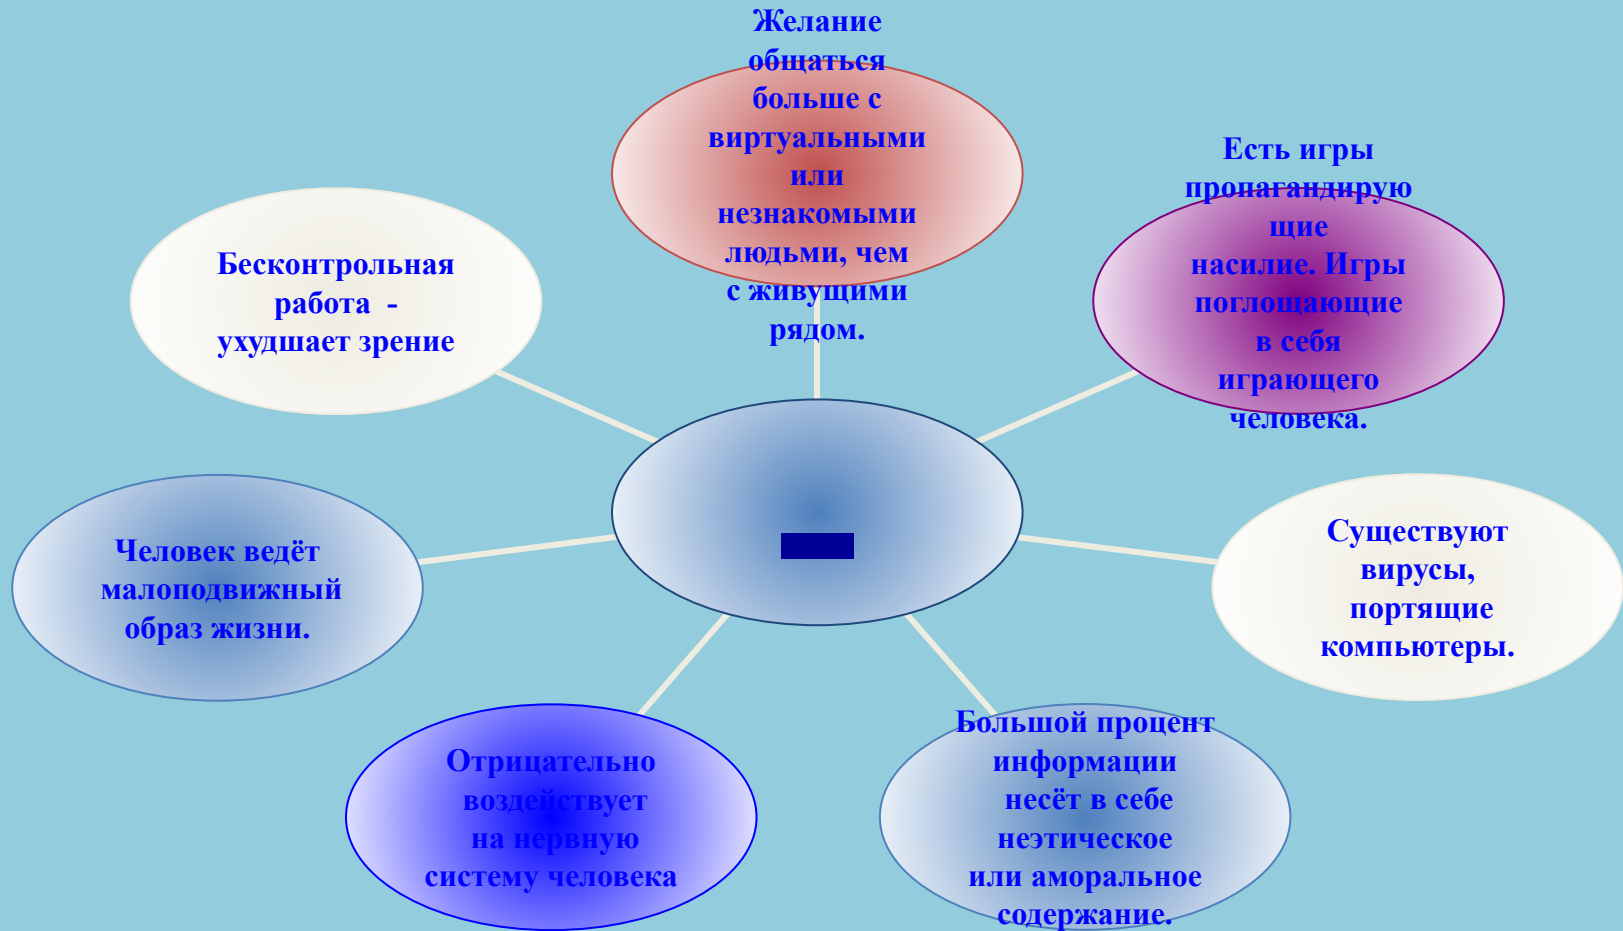 Желание
общаться
больше с
виртуальными
или
незнакомыми
людьми, чем
с живущими
рядом.
Есть игры
пропагандирую
щие
насилие. Игры
поглощающие
в себя
играющего
человека.
Существуют
вирусы,
портящие
компьютеры.
Большой процент
информации
несёт в себе
неэтическое
или аморальное
содержание.
Отрицательно
воздействует
на нервную
систему человека
Человек ведёт
малоподвижный
образ жизни.
Бесконтрольная
работа -
ухудшает зрение